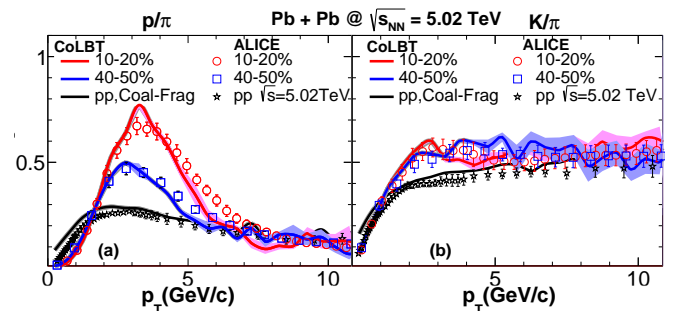 p/π Pb + Pb @ √s_NN = 5.02 TeV K/π
CoLBT ALICE
10-20% 10-20%
40-50% 40-50%
pp,Coal-Frag pp √s=5.02TeV
CoLBT ALICE
10-20% 10-20%
40-50% 40-50%
pp,Coal-Frag pp √s=5.02 TeV
1
0.5
(a) (b)
0 5 10 5 10
p_T(GeV/c) p_T(GeV/c)